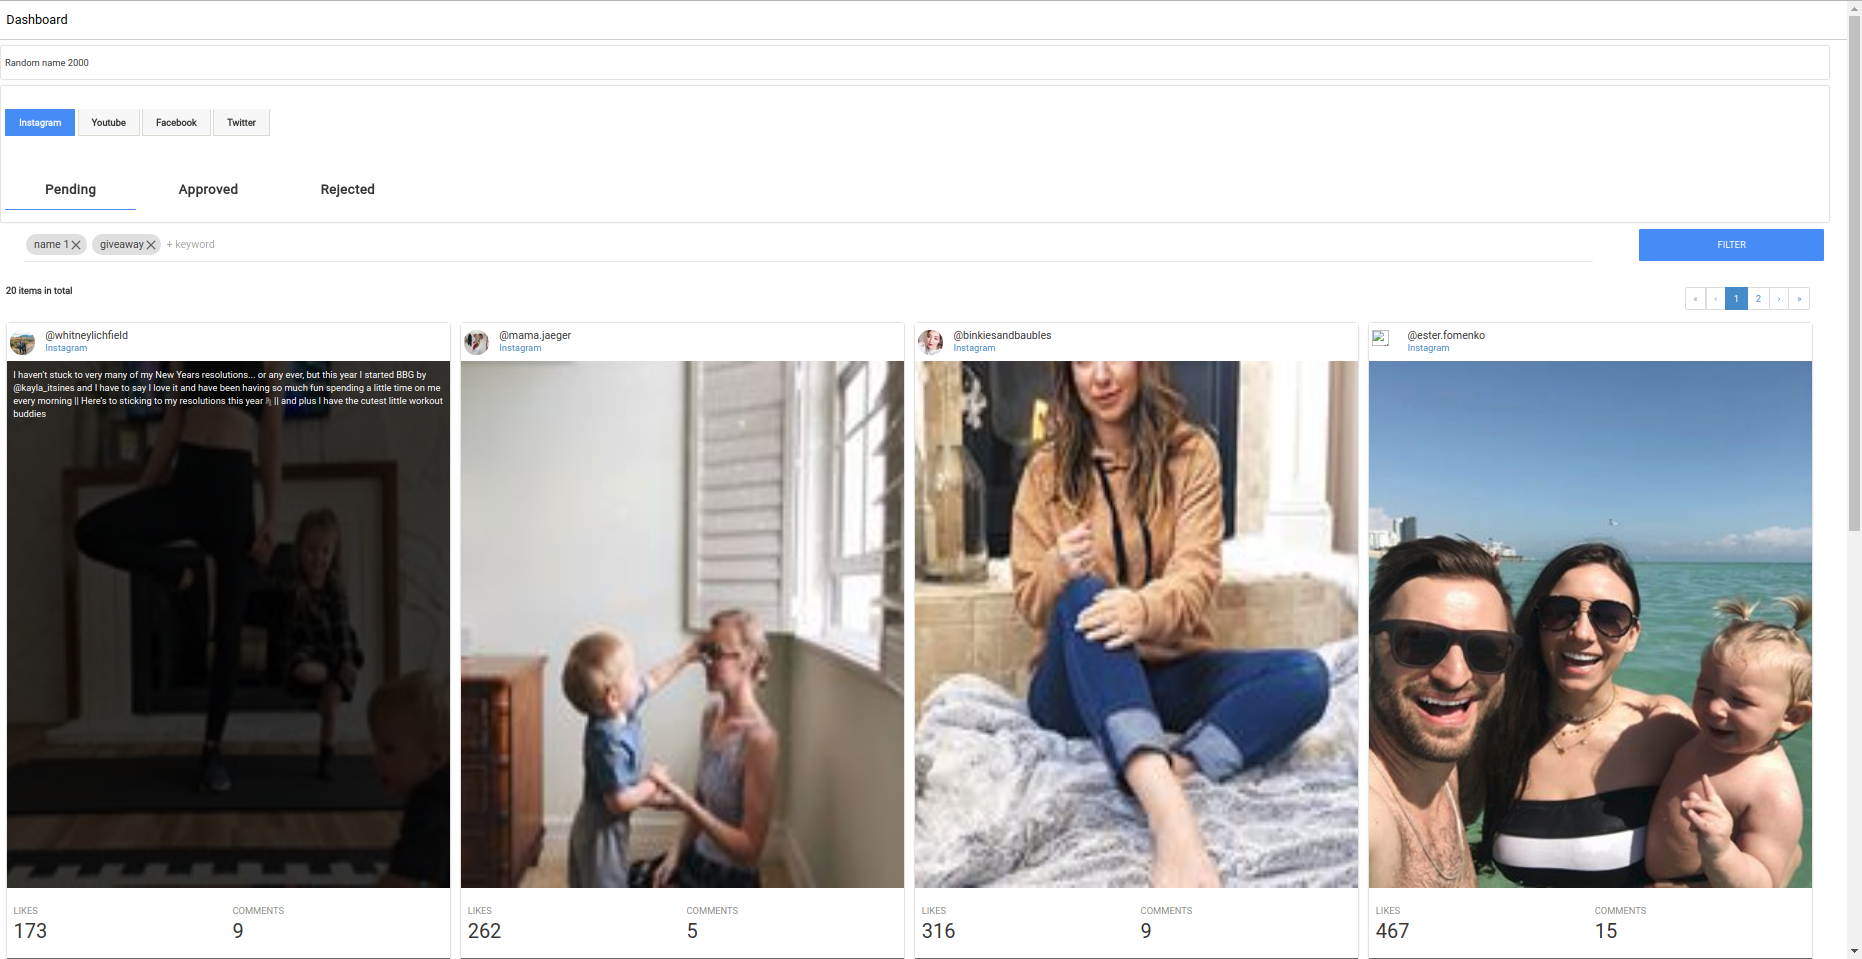 Dashboard
Random name 2000
Instagram Youtube Facebook Twitter
Pending Approved Rejected
name 1 giveaway + keyword FILTER
20 items in total
« ‹ 1 2 › »
@whitneylichfield
Instagram
I haven't stuck to very many of my New Years resolutions... or any ever, but this year I started BBG by
@kayla_itsines and I have to say I love it and have been having so much fun spending a little time on me
every morning || Here's to sticking to my resolutions this year || and plus I have the cutest little workout
buddies
LIKES COMMENTS
173 9
@mama.jaeger
Instagram
LIKES COMMENTS
262 5
@binkiesandbaubles
Instagram
LIKES COMMENTS
316 9
@ester.fomenko
Instagram
LIKES COMMENTS
467 15